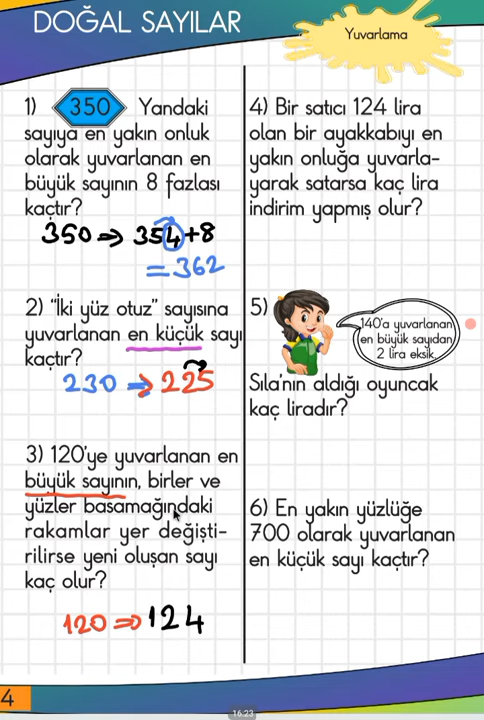 DOĞAL SAYILAR
Yuvarlama
1) 350 Yandaki
sayıya en yakın onluk
olarak yuvarlanan en
büyük sayının 8 fazlası
kaçtır?
350 ⇒ 354+8
= 362
2) "İki yüz otuz" sayısına
yuvarlanan en küçük sayı
kaçtır?
230 → 225
3) 120'ye yuvarlanan en
büyük sayının, birler ve
yüzler basamağındaki
rakamlar yer değişti-
rilirse yeni oluşan sayı
kaç olur?
120 ⇒ 124
4) Bir satıcı 124 lira
olan bir ayakkabıyı en
yakın onluğa yuvarla-
yarak satarsa kaç lira
indirim yapmış olur?
5)
140'a yuvarlanan
en büyük sayıdan
2 lira eksik.
Sıla'nın aldığı oyuncak
kaç liradır?
6) En yakın yüzlüğe
700 olarak yuvarlanan
en küçük sayı kaçtır?
4
16:23